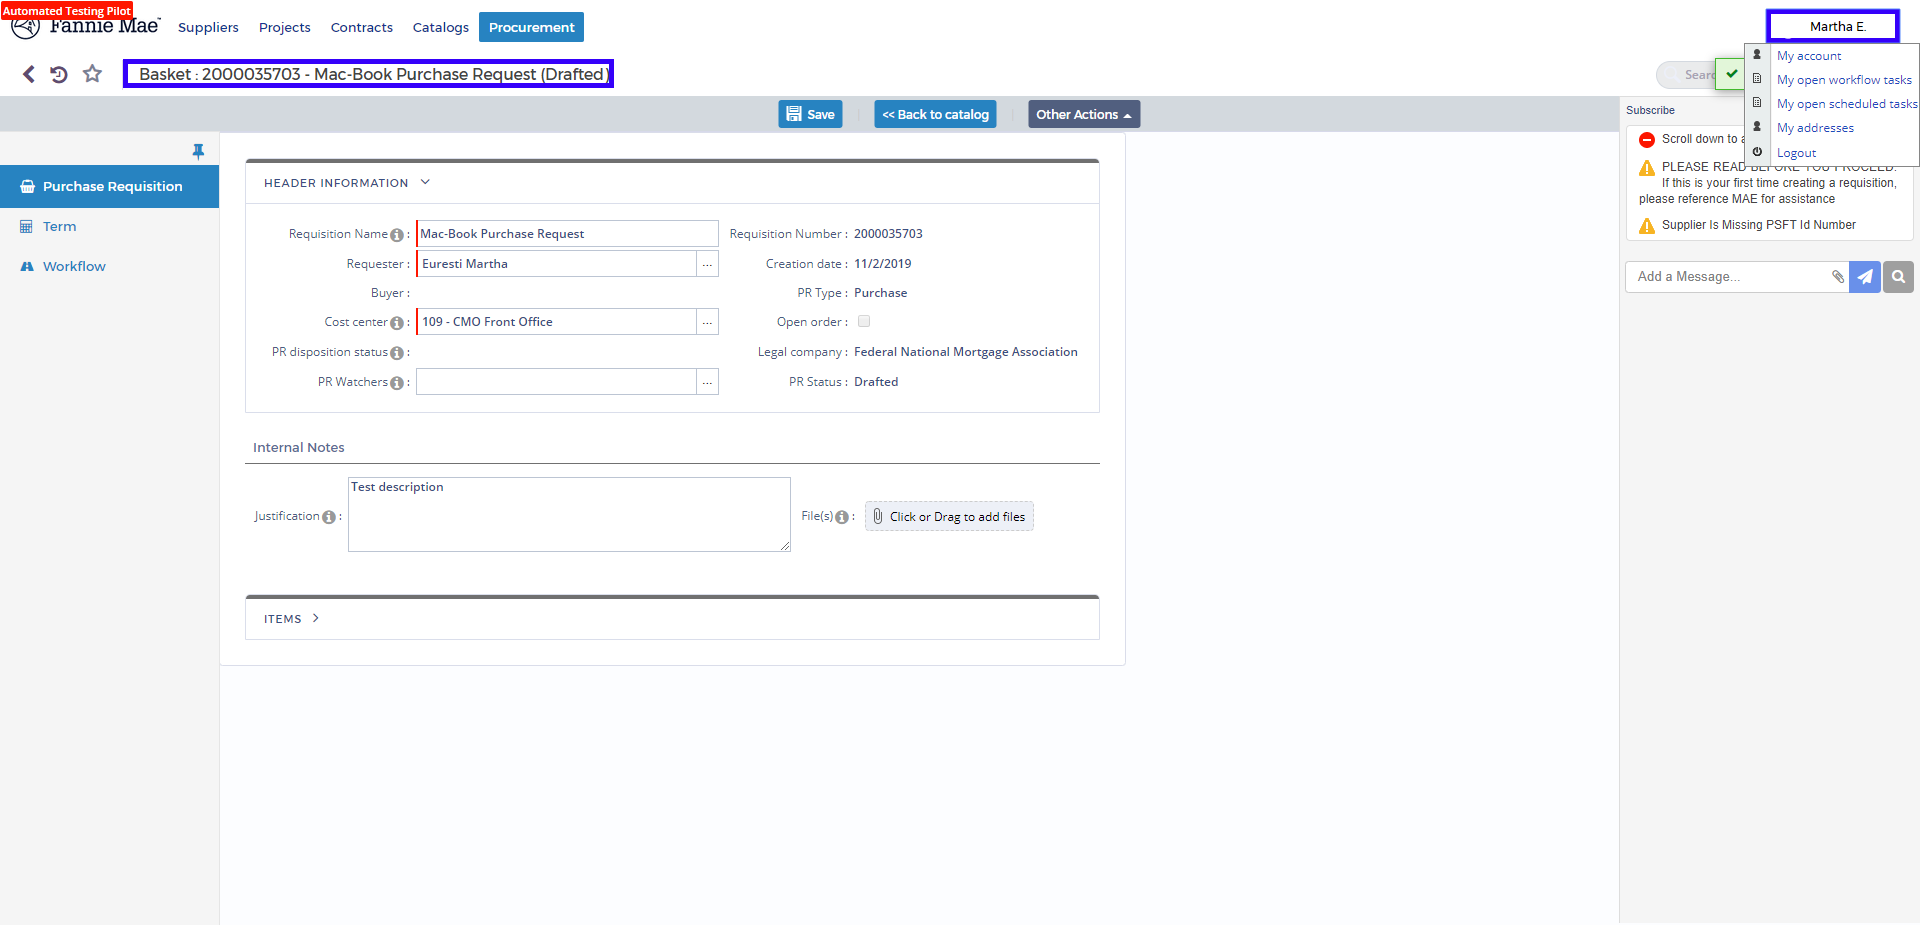 Automated Testing Pilot
Fannie Mae™
Suppliers
Projects
Contracts
Catalogs
Procurement
Martha E.
My account
My open workflow tasks
My open scheduled tasks
My addresses
Logout
Basket : 2000035703 - Mac-Book Purchase Request (Drafted)
Save
<< Back to catalog
Other Actions
Subscribe
Scroll down to
PLEASE READ BEFORE YOU PROCEED.
If this is your first time creating a requisition,
please reference MAE for assistance
Supplier Is Missing PSFT Id Number
Add a Message...
Purchase Requisition
Term
Workflow
HEADER INFORMATION
Requisition Name : Mac-Book Purchase Request
Requisition Number : 2000035703
Requester : Euresti Martha ...
Creation date : 11/2/2019
Buyer :
PR Type : Purchase
Cost center : 109 - CMO Front Office ...
Open order :
PR disposition status :
Legal company : Federal National Mortgage Association
PR Watchers : ...
PR Status : Drafted
Internal Notes
Justification : Test description
File(s) : Click or Drag to add files
ITEMS